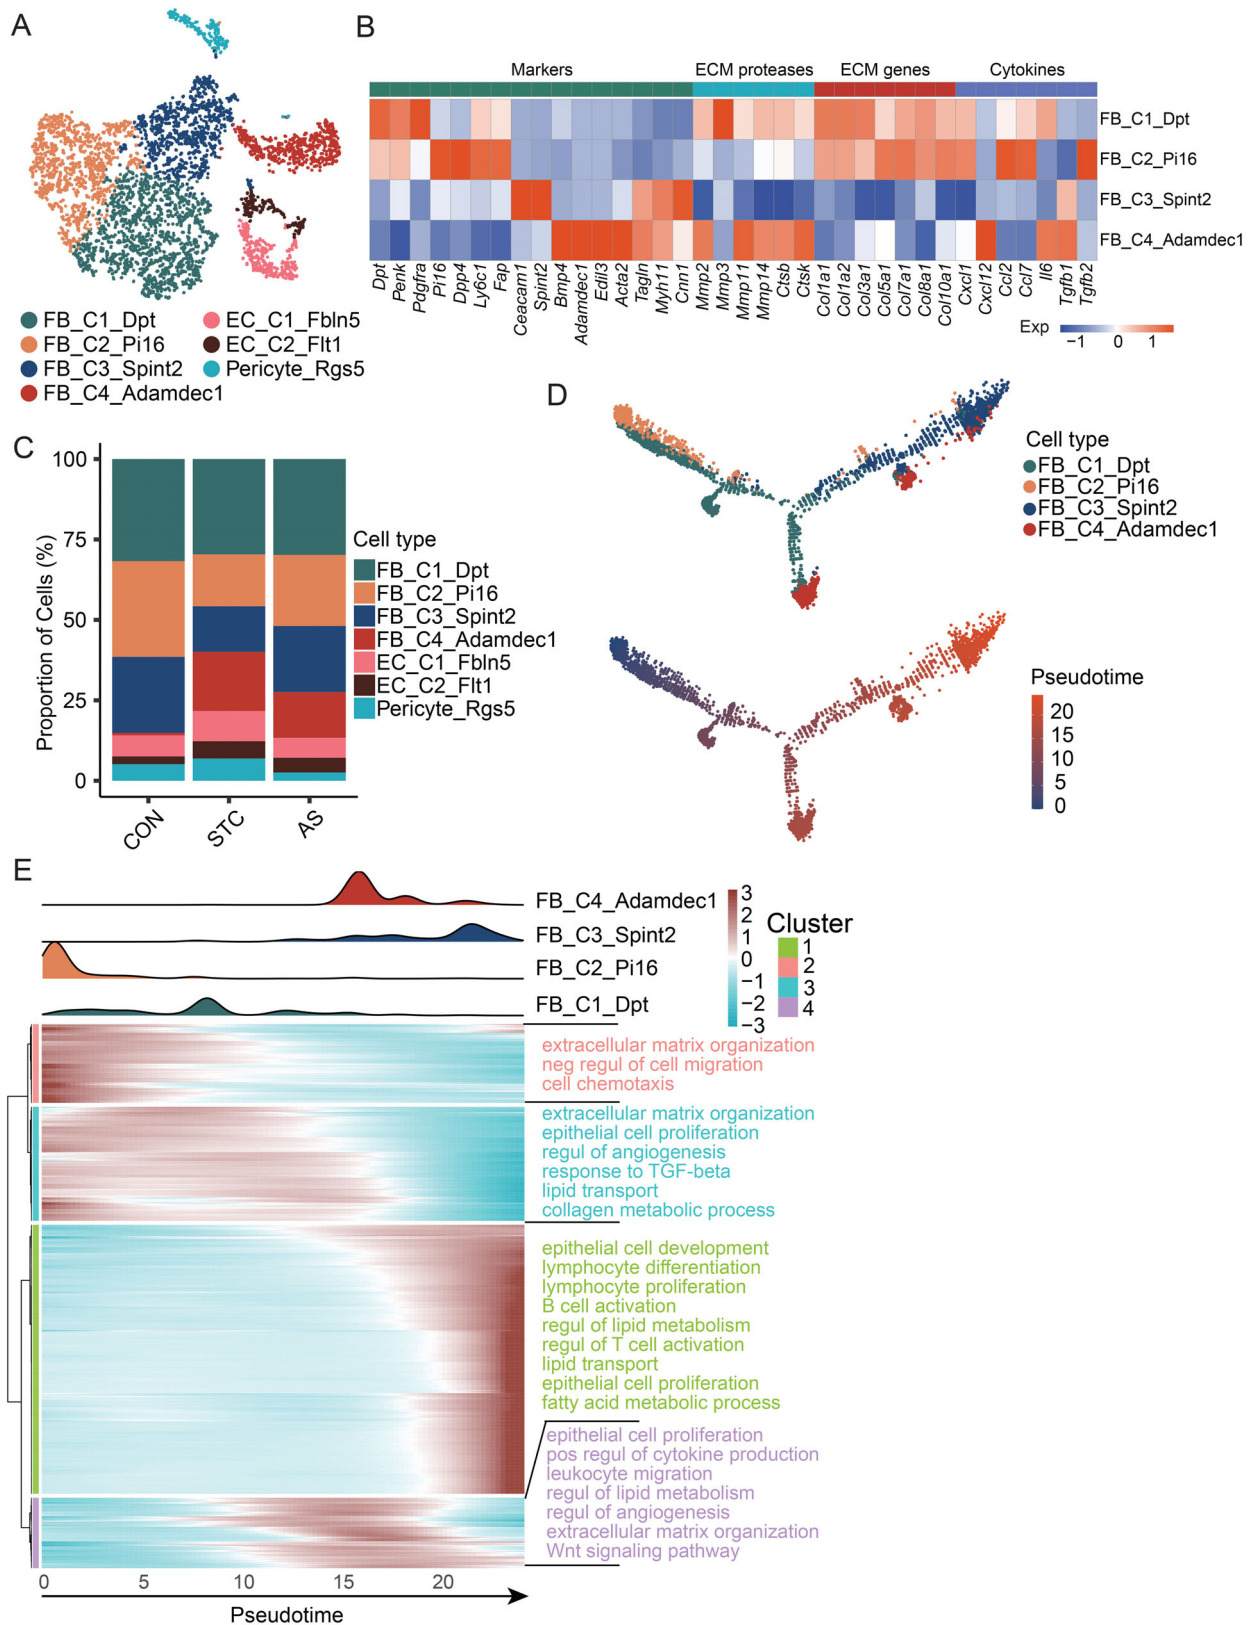 A
FB_C1_Dpt
FB_C2_Pi16
FB_C3_Spint2
FB_C4_Adamdec1
EC_C1_Fbln5
EC_C2_Flt1
Pericyte_Rgs5
B
Markers
ECM proteases
ECM genes
Cytokines
FB_C1_Dpt
FB_C2_Pi16
FB_C3_Spint2
FB_C4_Adamdec1
Dpt
Penk
Pdgfra
Pi16
Dpp4
Ly6c1
Fap
Ceacam1
Spint2
Bmp4
Adamdec1
Edil3
Acta2
Tagln
Myh11
Cnn1
Mmp2
Mmp3
Mmp11
Mmp14
Ctsb
Ctsk
Col1a1
Col1a2
Col3a1
Col5a1
Col7a1
Col8a1
Col10a1
Cxcl1
Cxcl12
Ccl2
Ccl7
Il6
Tgfb1
Tgfb2
Exp
−1 0 1
C
Proportion of Cells (%)
100
75
50
25
0
CON
STC
AS
Cell type
FB_C1_Dpt
FB_C2_Pi16
FB_C3_Spint2
FB_C4_Adamdec1
EC_C1_Fbln5
EC_C2_Flt1
Pericyte_Rgs5
D
Cell type
FB_C1_Dpt
FB_C2_Pi16
FB_C3_Spint2
FB_C4_Adamdec1
Pseudotime
20
15
10
5
0
E
FB_C4_Adamdec1
FB_C3_Spint2
FB_C2_Pi16
FB_C1_Dpt
3
2
1
0
−1
−2
−3
Cluster
1
2
3
4
extracellular matrix organization
neg regul of cell migration
cell chemotaxis
extracellular matrix organization
epithelial cell proliferation
regul of angiogenesis
response to TGF-beta
lipid transport
collagen metabolic process
epithelial cell development
lymphocyte differentiation
lymphocyte proliferation
B cell activation
regul of lipid metabolism
regul of T cell activation
lipid transport
epithelial cell proliferation
fatty acid metabolic process
epithelial cell proliferation
pos regul of cytokine production
leukocyte migration
regul of lipid metabolism
regul of angiogenesis
extracellular matrix organization
Wnt signaling pathway
0 5 10 15 20
Pseudotime